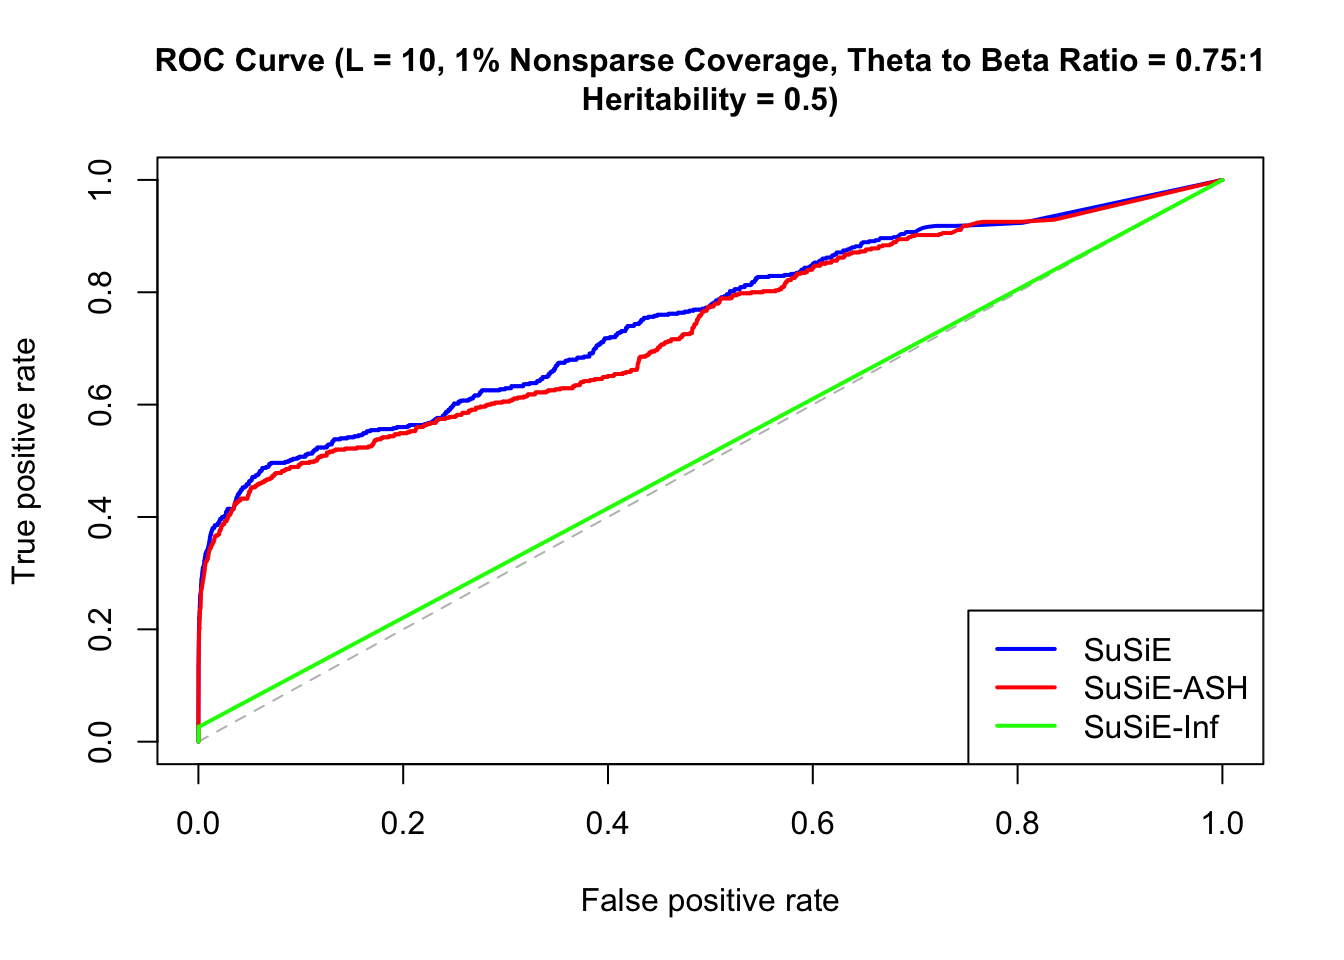 ROC Curve (L = 10, 1% Nonsparse Coverage, Theta to Beta Ratio = 0.75:1
Heritability = 0.5)
True positive rate
1.0
0.8
0.6
0.4
0.2
0.0
SuSiE
SuSiE-ASH
SuSiE-Inf
0.0 0.2 0.4 0.6 0.8 1.0
False positive rate